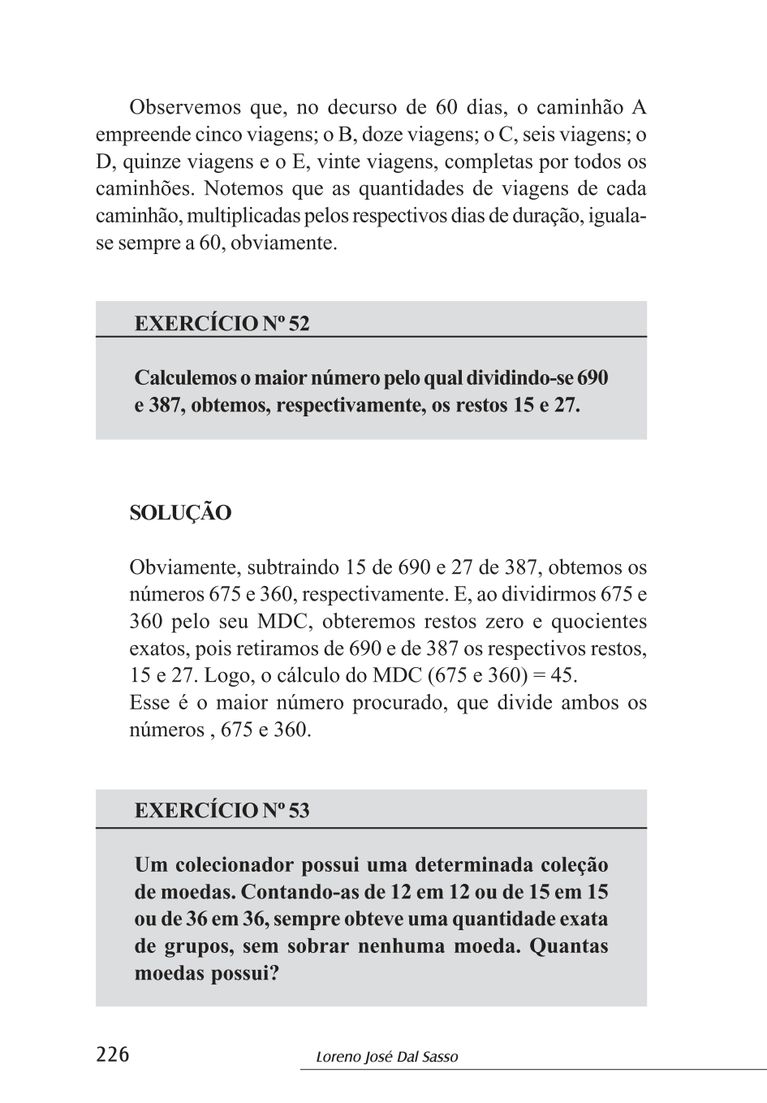 Observemos que, no decurso de 60 dias, o caminhão A
empreende cinco viagens; o B, doze viagens; o C, seis viagens; o
D, quinze viagens e o E, vinte viagens, completas por todos os
caminhões. Notemos que as quantidades de viagens de cada
caminhão, multiplicadas pelos respectivos dias de duração, iguala-
se sempre a 60, obviamente.
EXERCÍCIO Nº 52
Calculemos o maior número pelo qual dividindo-se 690
e 387, obtemos, respectivamente, os restos 15 e 27.
SOLUÇÃO
Obviamente, subtraindo 15 de 690 e 27 de 387, obtemos os
números 675 e 360, respectivamente. E, ao dividirmos 675 e
360 pelo seu MDC, obteremos restos zero e quocientes
exatos, pois retiramos de 690 e de 387 os respectivos restos,
15 e 27. Logo, o cálculo do MDC (675 e 360) = 45.
Esse é o maior número procurado, que divide ambos os
números , 675 e 360.
EXERCÍCIO Nº 53
Um colecionador possui uma determinada coleção
de moedas. Contando-as de 12 em 12 ou de 15 em 15
ou de 36 em 36, sempre obteve uma quantidade exata
de grupos, sem sobrar nenhuma moeda. Quantas
moedas possui?
226 Loreno José Dal Sasso